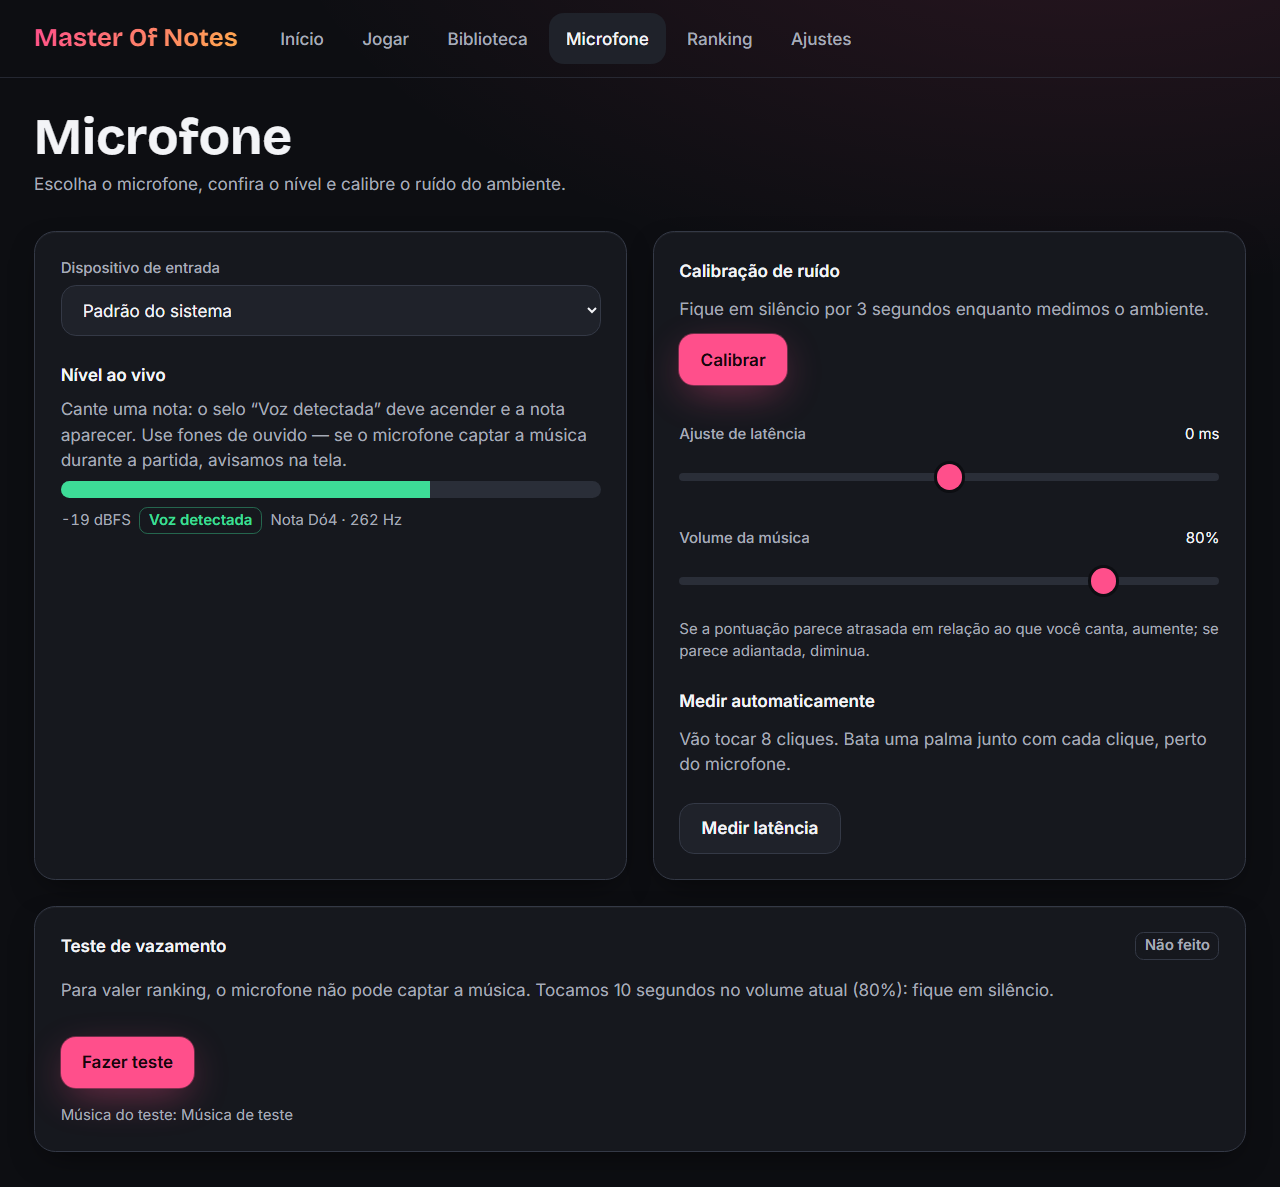 Master Of Notes
Início
Jogar
Biblioteca
Microfone
Ranking
Ajustes
Microfone
Escolha o microfone, confira o nível e calibre o ruído do ambiente.
Dispositivo de entrada
Padrão do sistema
Nível ao vivo
Cante uma nota: o selo “Voz detectada” deve acender e a nota
aparecer. Use fones de ouvido — se o microfone captar a música
durante a partida, avisamos na tela.
-19 dBFS Voz detectada Nota Dó4 · 262 Hz
Calibração de ruído
Fique em silêncio por 3 segundos enquanto medimos o ambiente.
Calibrar
Ajuste de latência 0 ms
Volume da música 80%
Se a pontuação parece atrasada em relação ao que você canta, aumente; se
parece adiantada, diminua.
Medir automaticamente
Vão tocar 8 cliques. Bata uma palma junto com cada clique, perto
do microfone.
Medir latência
Teste de vazamento Não feito
Para valer ranking, o microfone não pode captar a música. Tocamos 10 segundos no volume atual (80%): fique em silêncio.
Fazer teste
Música do teste: Música de teste